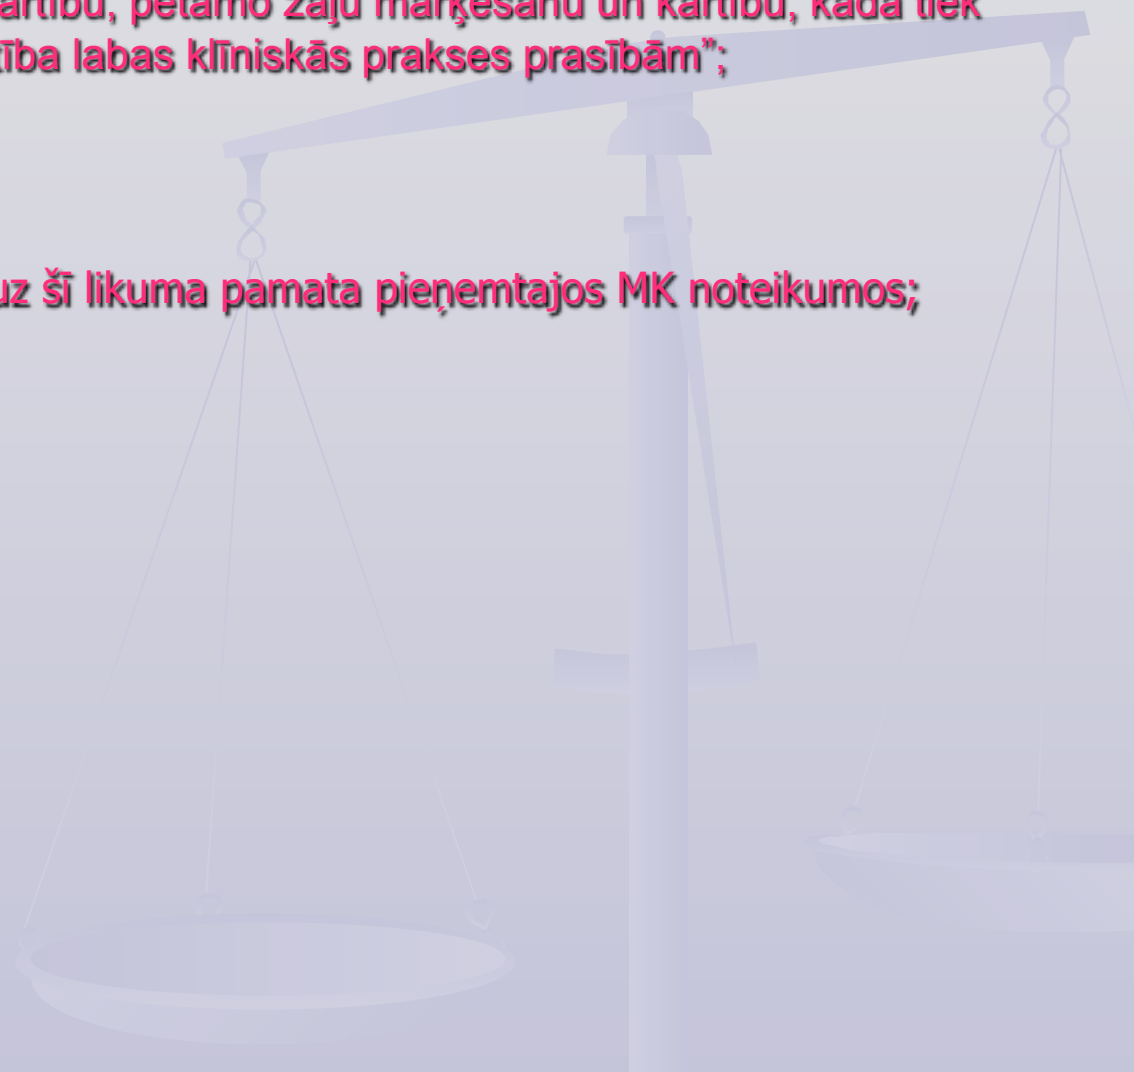 kārtību, pētāmo zāļu marķēšanu un kārtību, kādā tiek
tība labas klīniskās prakses prasībām”;
uz šī likuma pamata pieņemtajos MK noteikumos;